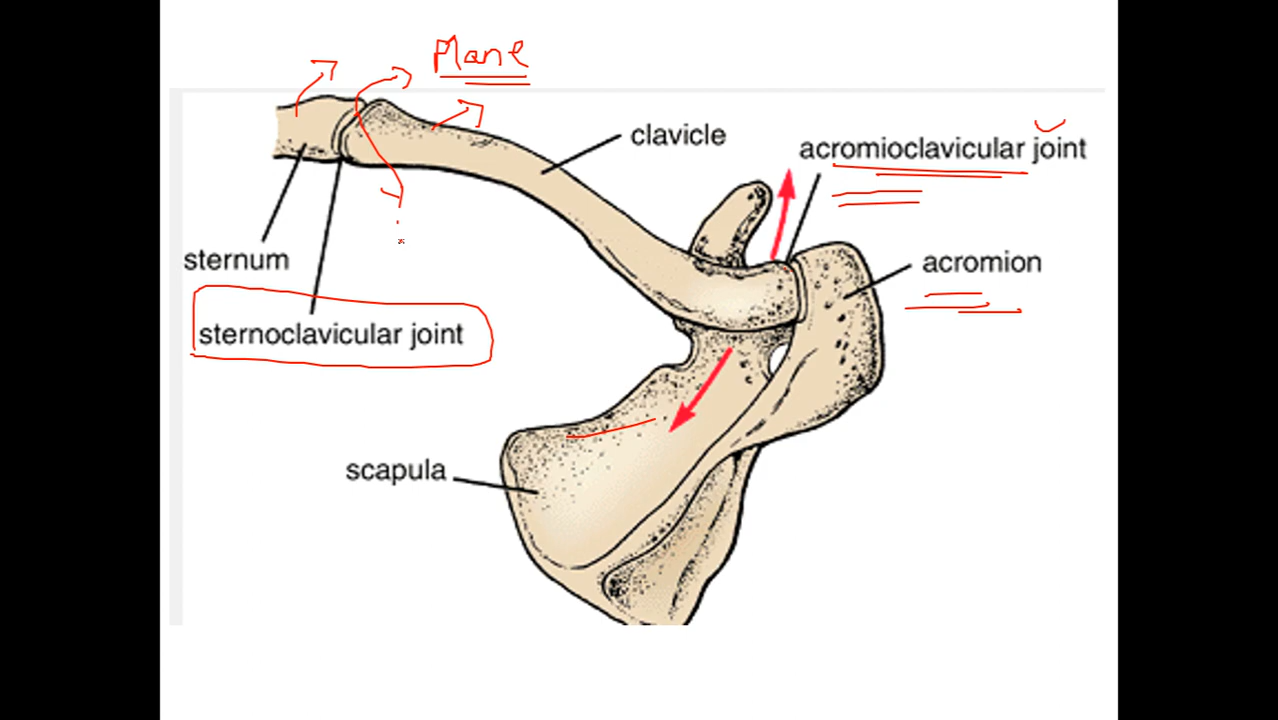 Plane
clavicle
acromioclavicular joint
sternum
acromion
sternoclavicular joint
scapula